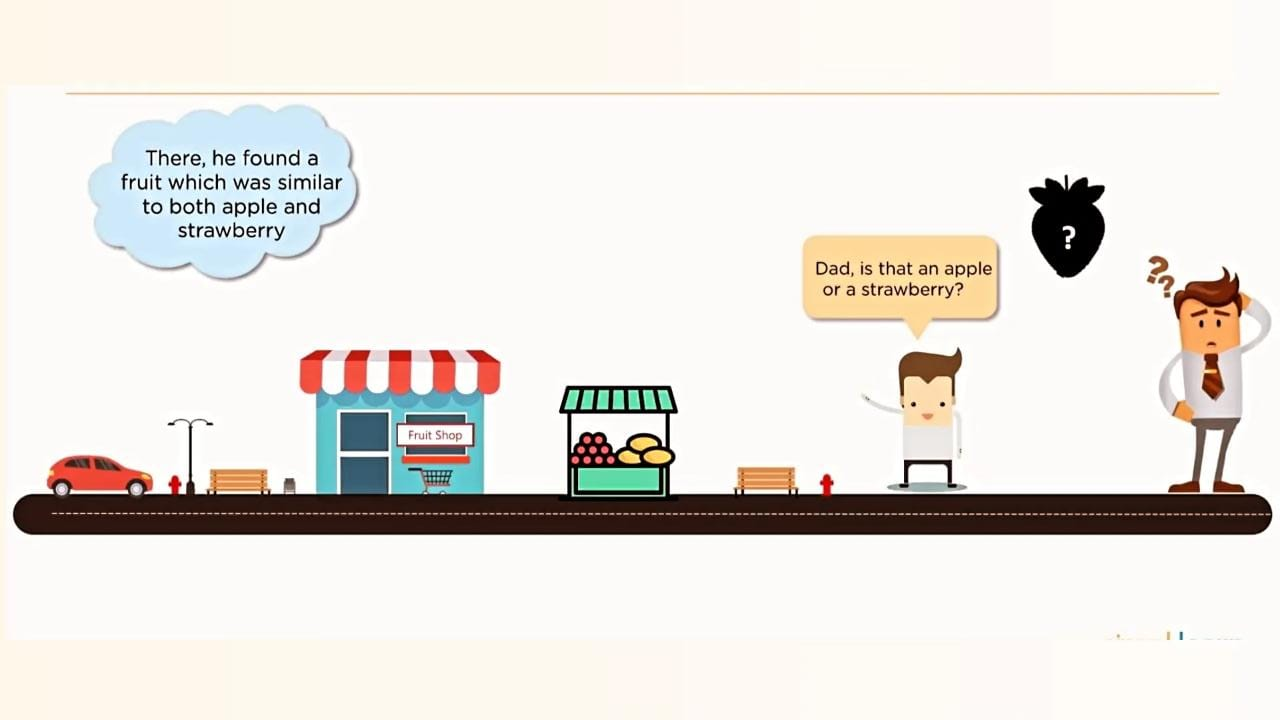 There, he found a
fruit which was similar
to both apple and
strawberry
Dad, is that an apple
or a strawberry?
?
??
Fruit Shop